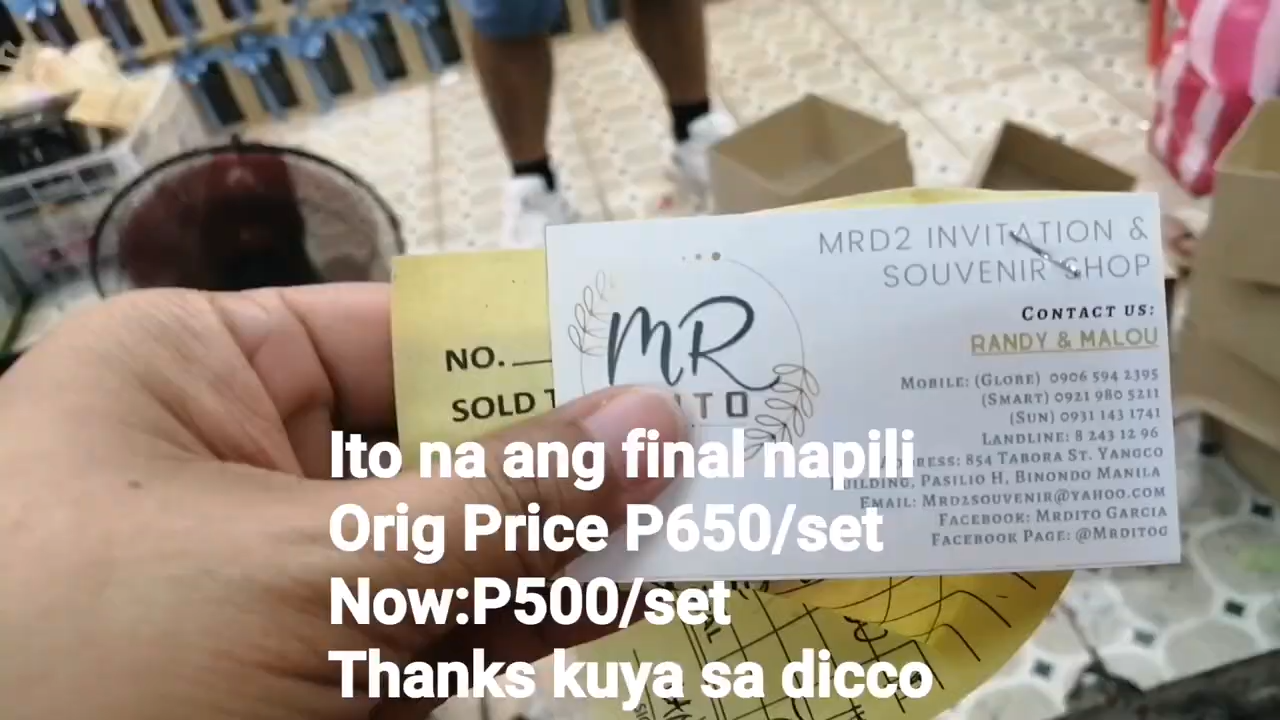 MRD2 INVITATION &
SOUVENIR SHOP
CONTACT US:
RANDY & MALOU
MOBILE: (GLOBE) 0906 594 2395
(SMART) 0921 980 5211
(SUN) 0931 143 1741
LANDLINE: 8 243 12 96
854 TABORA ST. YANGCO
PASILIO H, BINONDO MANILA
EMAIL: MRD2SOUVENIR@YAHOO.COM
FACEBOOK: MRDITO GARCIA
FACEBOOK PAGE: @MRDITOG
MR
NO.
SOLD
Ito na ang final napili
Orig Price P650/set
Now:P500/set
Thanks kuya sa dicco